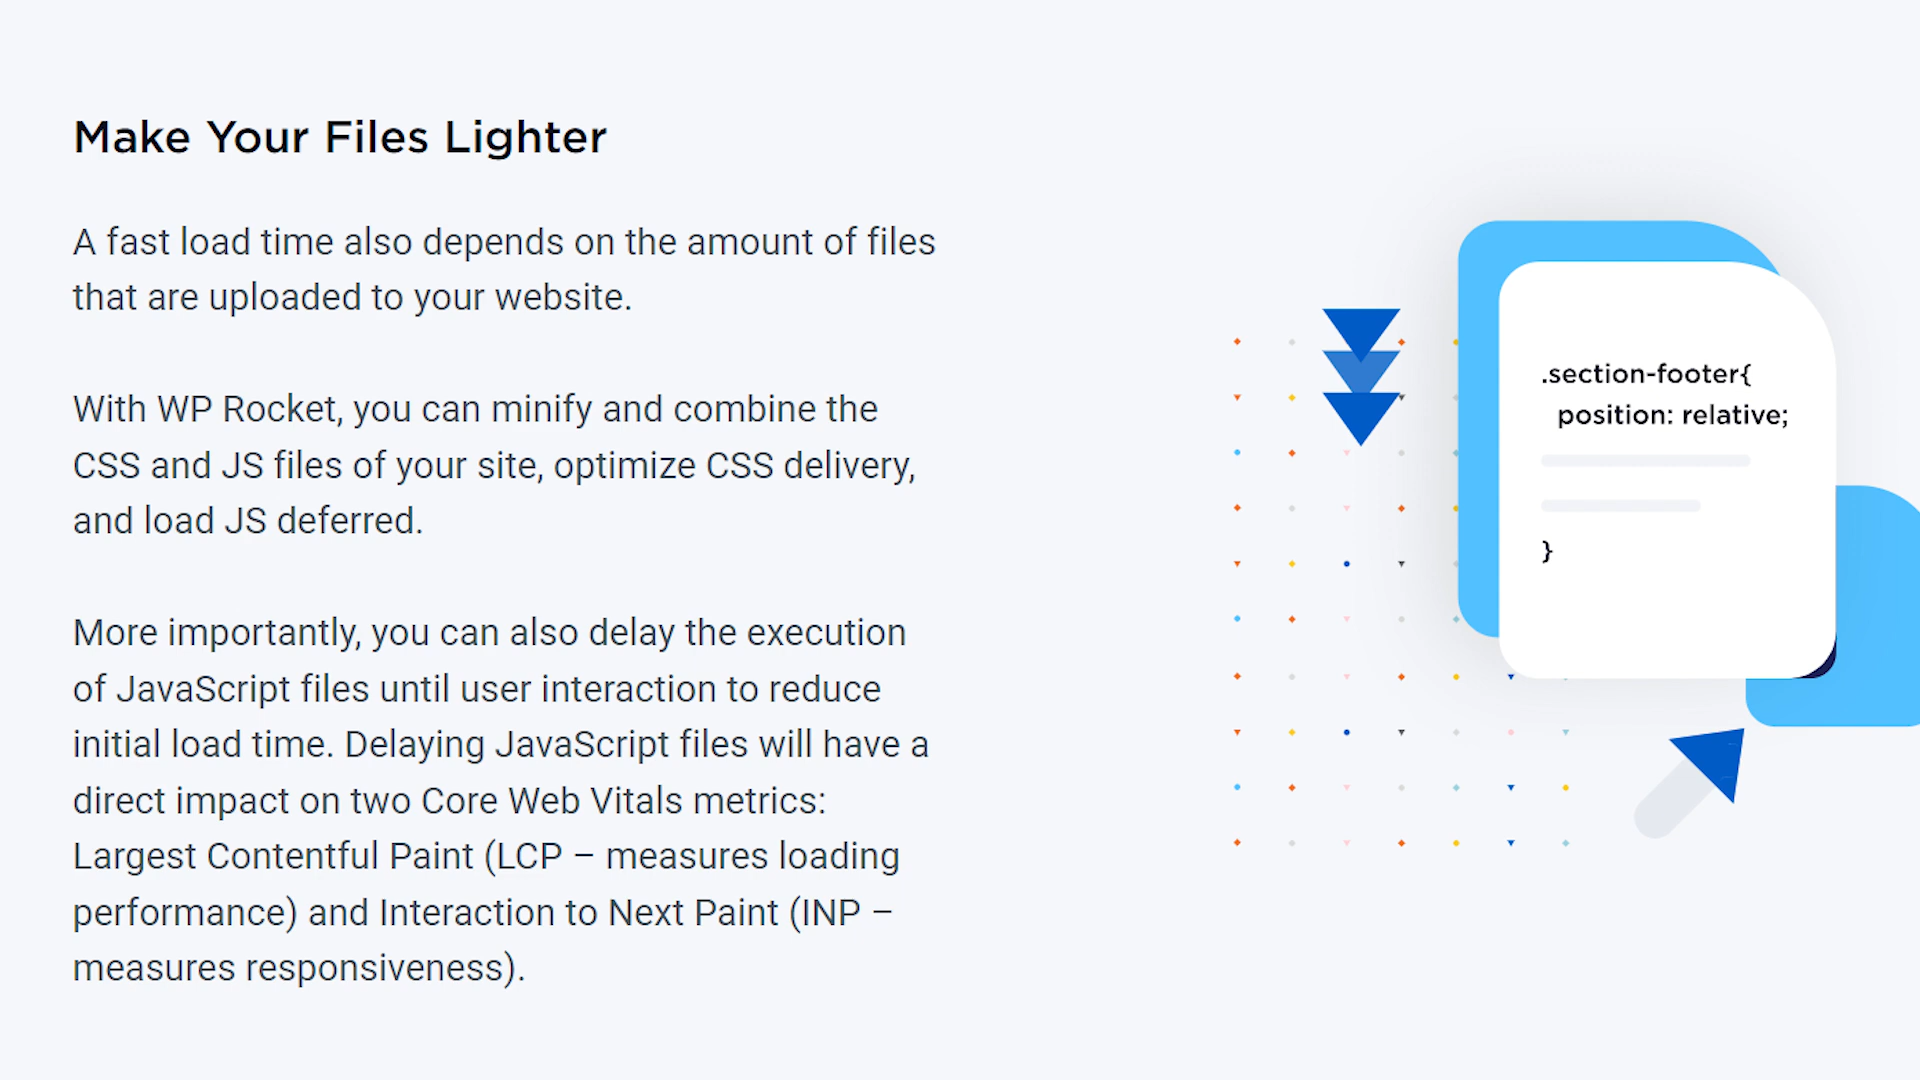 Make Your Files Lighter
A fast load time also depends on the amount of files
that are uploaded to your website.
With WP Rocket, you can minify and combine the
CSS and JS files of your site, optimize CSS delivery,
and load JS deferred.
More importantly, you can also delay the execution
of JavaScript files until user interaction to reduce
initial load time. Delaying JavaScript files will have a
direct impact on two Core Web Vitals metrics:
Largest Contentful Paint (LCP – measures loading
performance) and Interaction to Next Paint (INP –
measures responsiveness).
.section-footer{
position: relative;
}